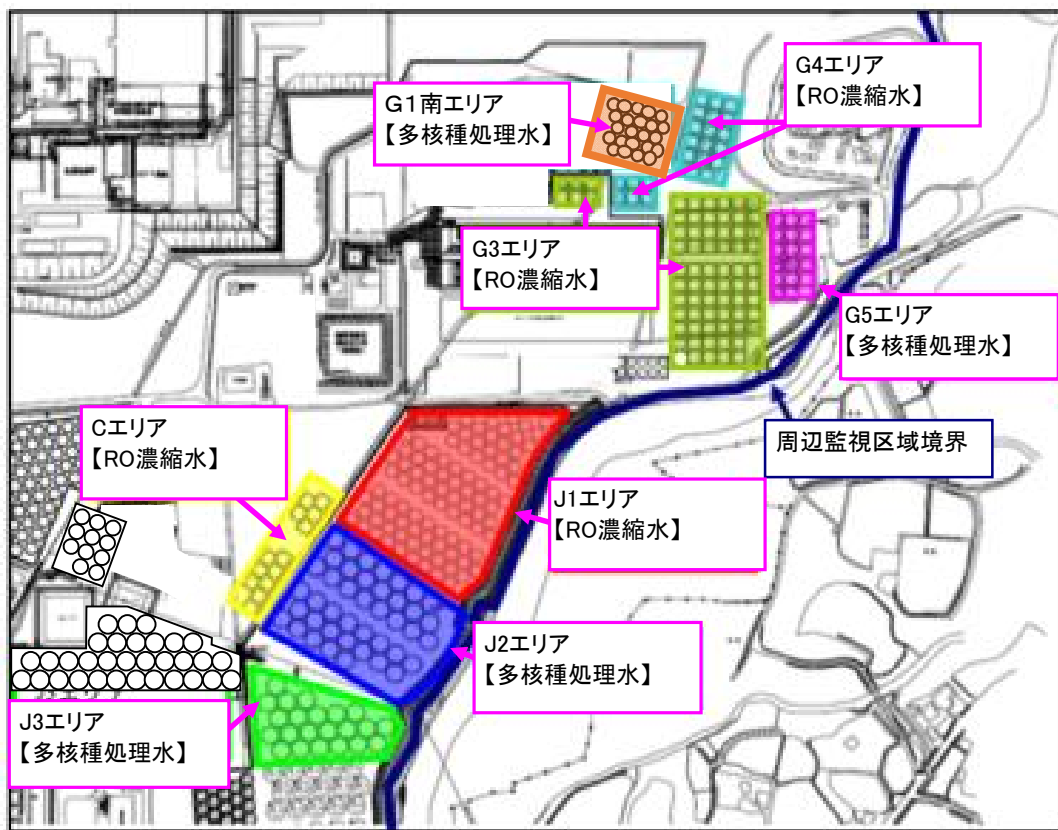 G4エリア
【RO濃縮水】
G1南エリア
【多核種処理水】
G3エリア
【RO濃縮水】
G5エリア
【多核種処理水】
Cエリア
【RO濃縮水】
周辺監視区域境界
J1エリア
【RO濃縮水】
J2エリア
【多核種処理水】
J3エリア
【多核種処理水】